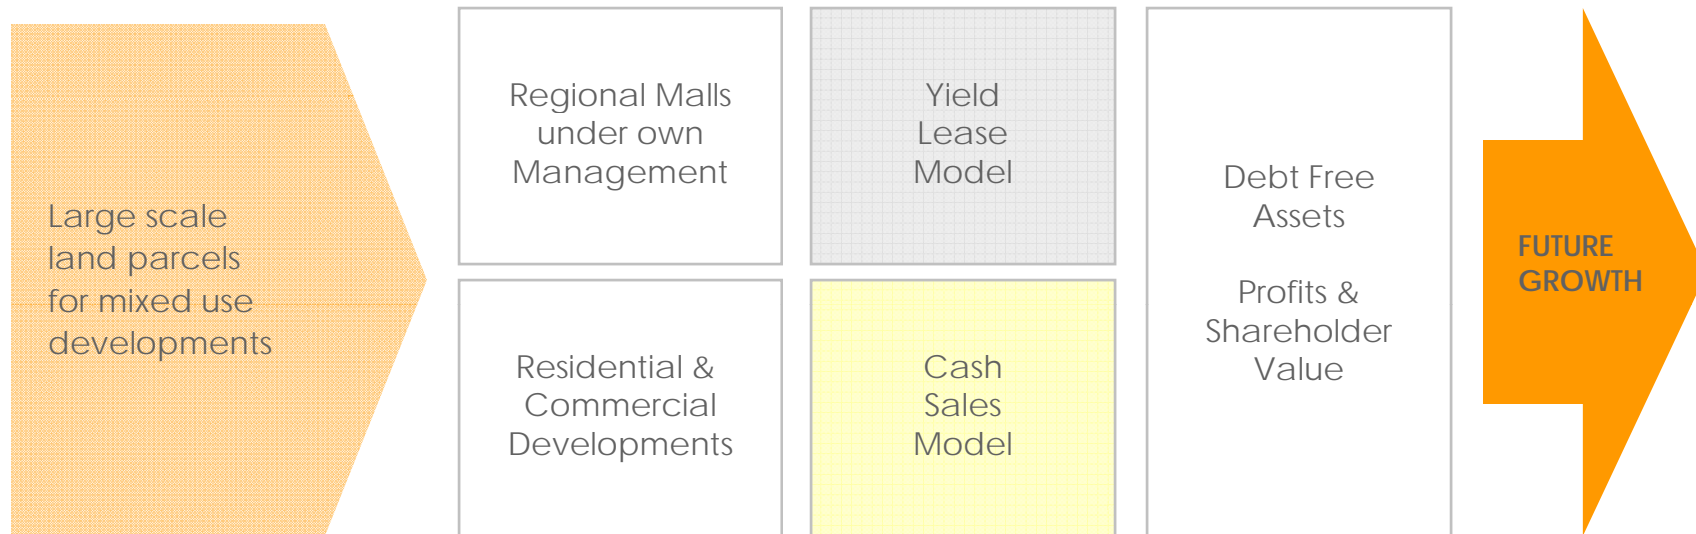 Large scale
land parcels
for mixed use
developments
Regional Malls
under own
Management
Residential &
Commercial
Developments
Yield
Lease
Model
Cash
Sales
Model
Debt Free
Assets
Profits &
Shareholder
Value
FUTURE
GROWTH